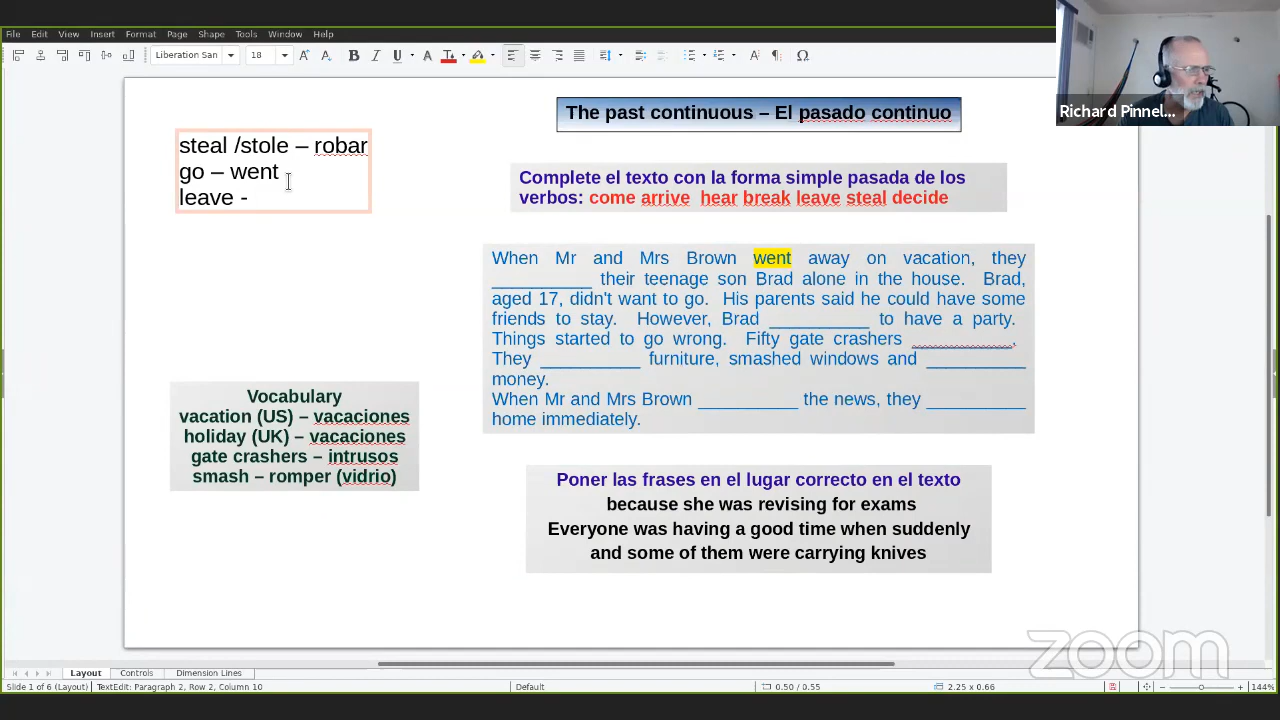 File Edit View Insert Format Page Shape Tools Window
Liberation San 18
The past continuous – El pasado continuo
steal /stole – robar
go – went
leave -
Complete el texto con la forma simple pasada de los
verbos: come arrive hear break leave steal decide
When Mr and Mrs Brown went away on vacation, they
__________ their teenage son Brad alone in the house. Brad,
aged 17, didn't want to go. His parents said he could have some
friends to stay. However, Brad __________ to have a party.
Things started to go wrong. Fifty gate crashers __________.
They __________ furniture, smashed windows and __________
money.
When Mr and Mrs Brown __________ the news, they __________
home immediately.
Vocabulary
vacation (US) – vacaciones
holiday (UK) – vacaciones
gate crashers – intrusos
smash – romper (vidrio)
Poner las frases en el lugar correcto en el texto
because she was revising for exams
Everyone was having a good time when suddenly
and some of them were carrying knives
Richard Pinnel...
zoom
Layout Controls Dimension Lines
Slide 1 of 6 (Layout) TextEdit: Paragraph 2, Row 2, Column 10 Default 0.50 / 0.55 2.25 x 0.66 144%